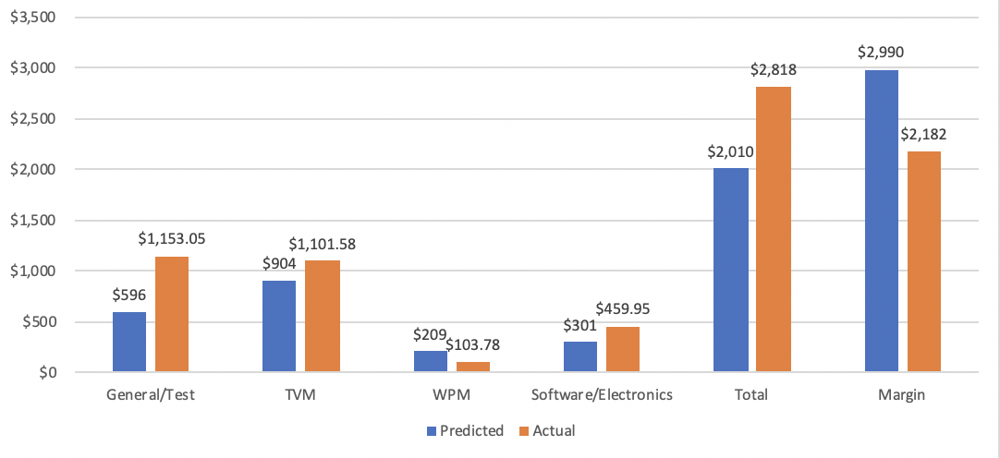 $3,500
$3,000
$2,500
$2,000
$1,500
$1,000
$500
$0
$596
$1,153.05
$904
$1,101.58
$209
$103.78
$301
$459.95
$2,010
$2,818
$2,990
$2,182
General/Test
TVM
WPM
Software/Electronics
Total
Margin
Predicted
Actual